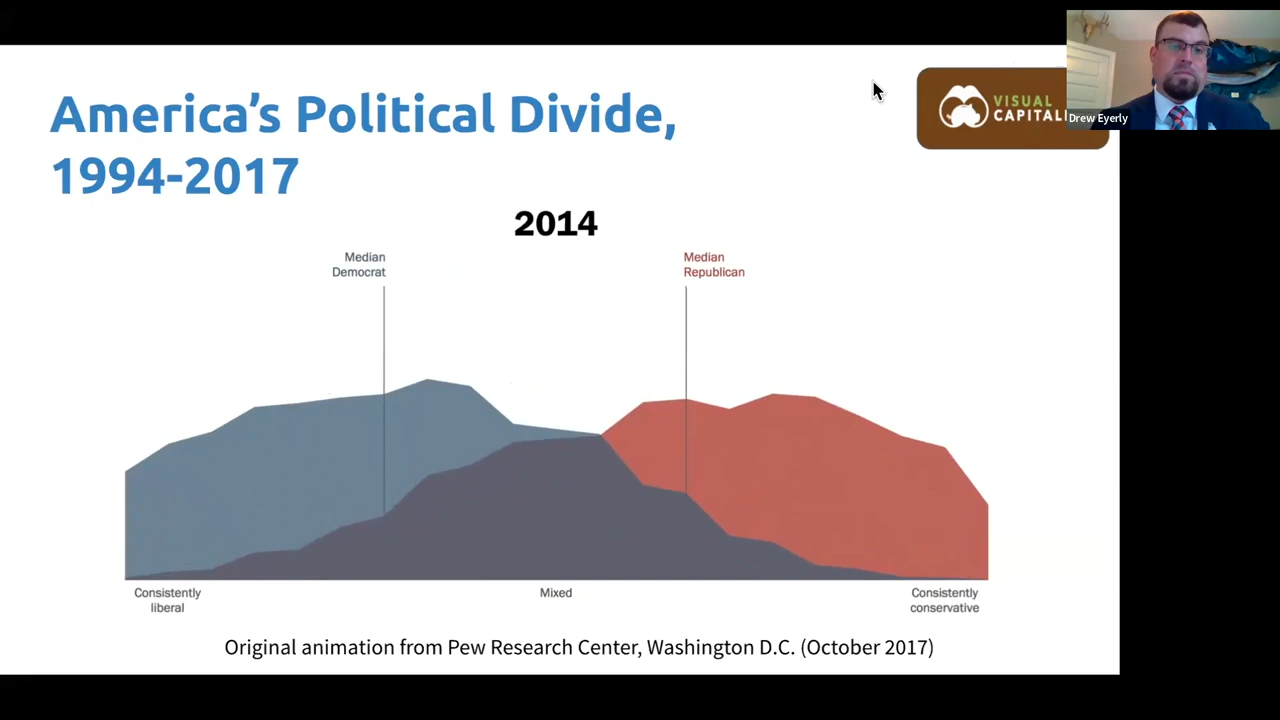 America's Political Divide,
1994-2017
VISUAL
Drew Eyerly
2014
Median
Democrat
Median
Republican
Consistently
liberal
Mixed
Consistently
conservative
Original animation from Pew Research Center, Washington D.C. (October 2017)